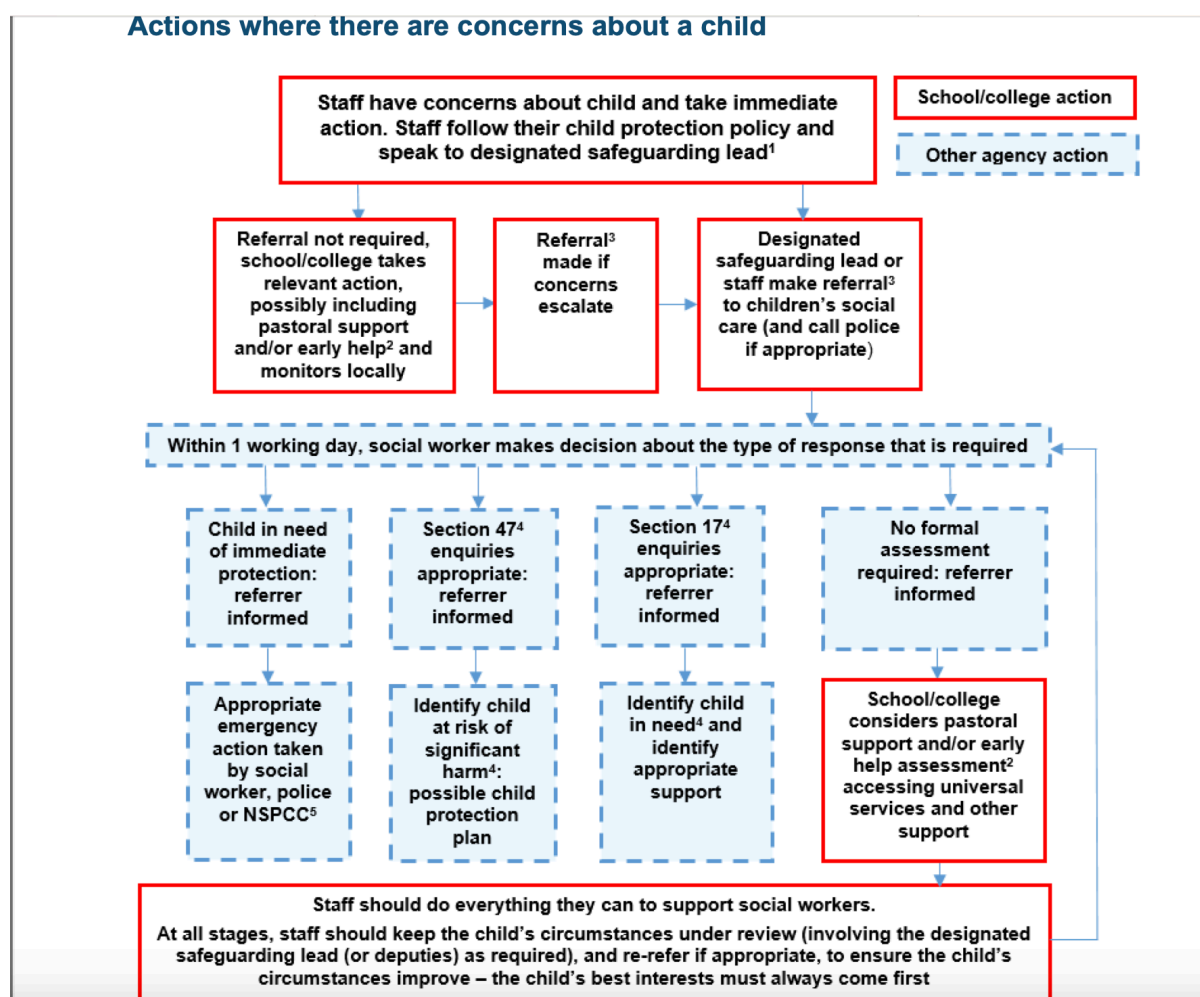 Actions where there are concerns about a child
Staff have concerns about child and take immediate
action. Staff follow their child protection policy and
speak to designated safeguarding lead¹
School/college action
Other agency action
Referral not required,
school/college takes
relevant action,
possibly including
pastoral support
and/or early help² and
monitors locally
Referral³
made if
concerns
escalate
Designated
safeguarding lead or
staff make referral³
to children’s social
care (and call police
if appropriate)
Within 1 working day, social worker makes decision about the type of response that is required
Child in need
of immediate
protection:
referrer
informed
Section 47⁴
enquiries
appropriate:
referrer
informed
Section 17⁴
enquiries
appropriate:
referrer
informed
No formal
assessment
required: referrer
informed
Appropriate
emergency
action taken
by social
worker, police
or NSPCC⁵
Identify child
at risk of
significant
harm⁴:
possible child
protection
plan
Identify child
in need⁴ and
identify
appropriate
support
School/college
considers pastoral
support and/or early
help assessment²
accessing universal
services and other
support
Staff should do everything they can to support social workers.
At all stages, staff should keep the child’s circumstances under review (involving the designated
safeguarding lead (or deputies) as required), and re-refer if appropriate, to ensure the child’s
circumstances improve – the child’s best interests must always come first